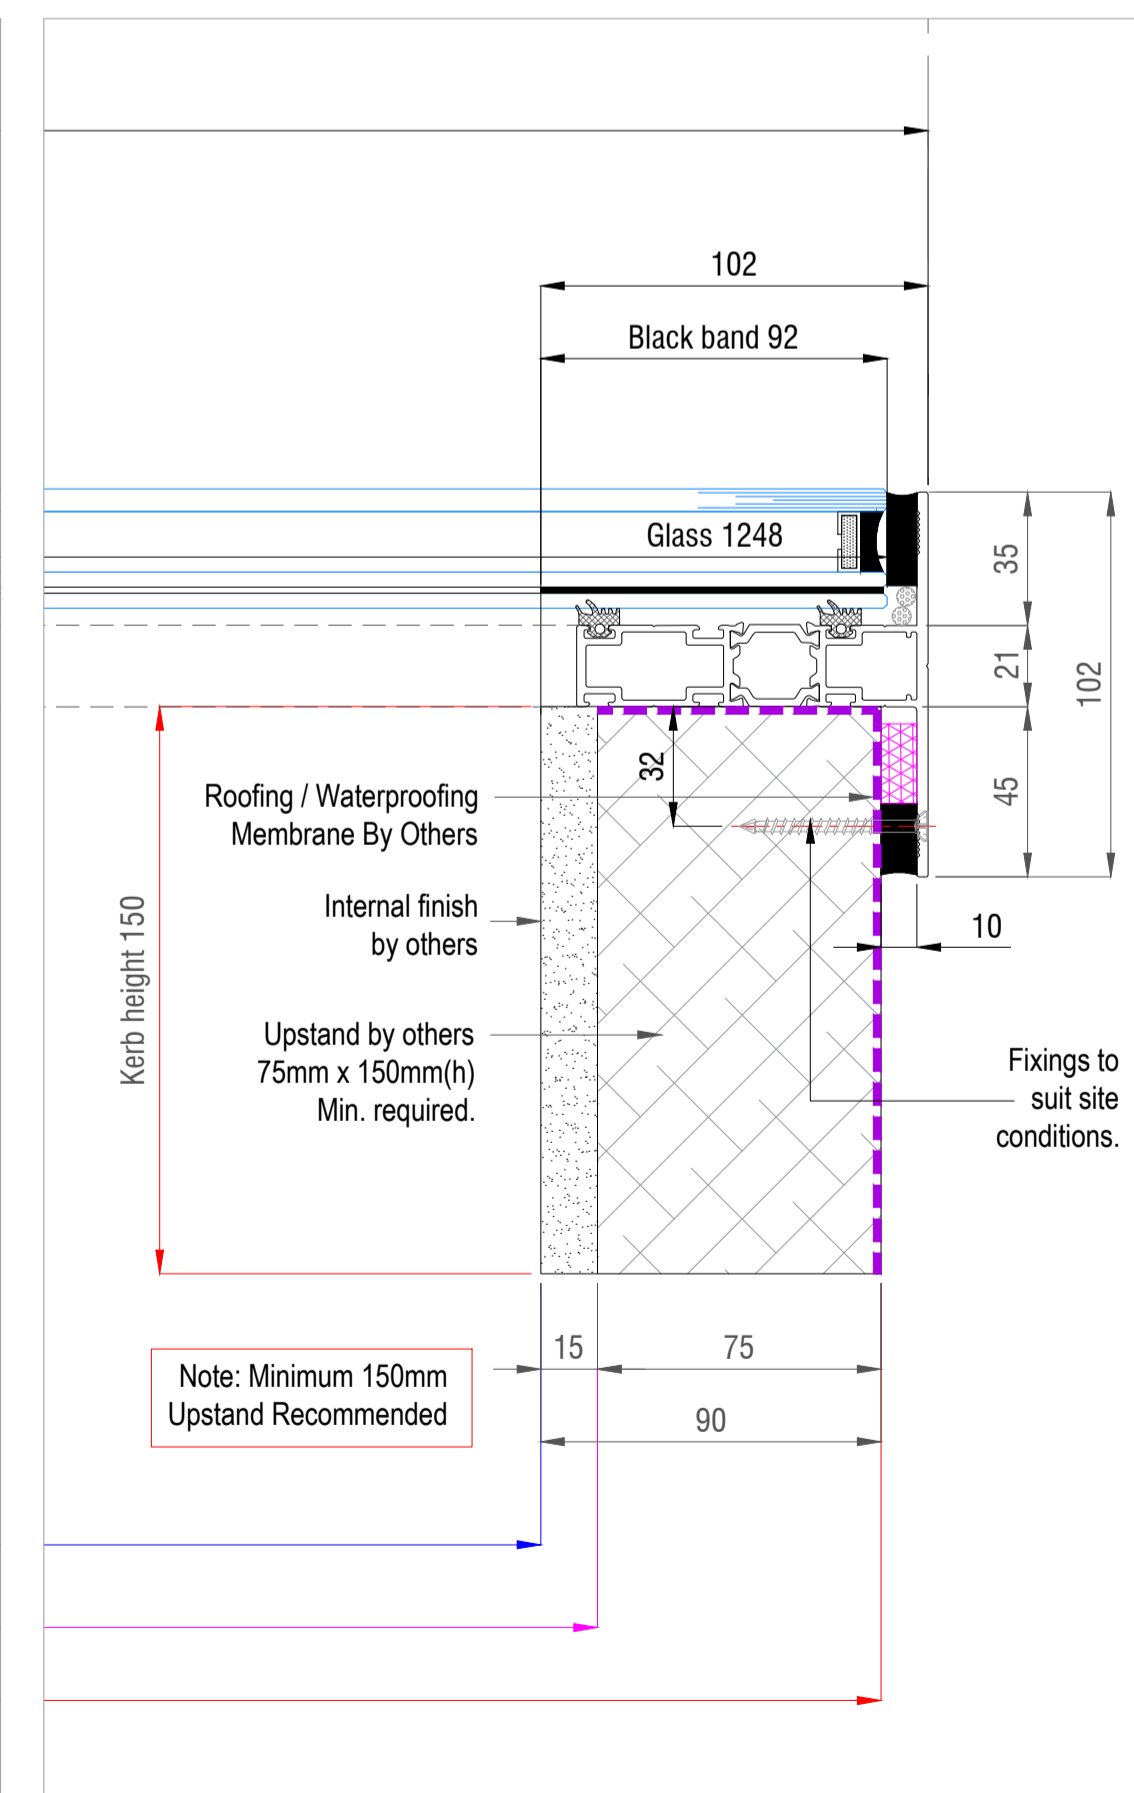 102
Black band 92
Glass 1248
35
21
102
45
32
Roofing / Waterproofing
Membrane By Others
Internal finish
by others
10
Kerb height 150
Upstand by others
75mm x 150mm(h)
Min. required.
Fixings to
suit site
conditions.
15
75
Note: Minimum 150mm
Upstand Recommended
90